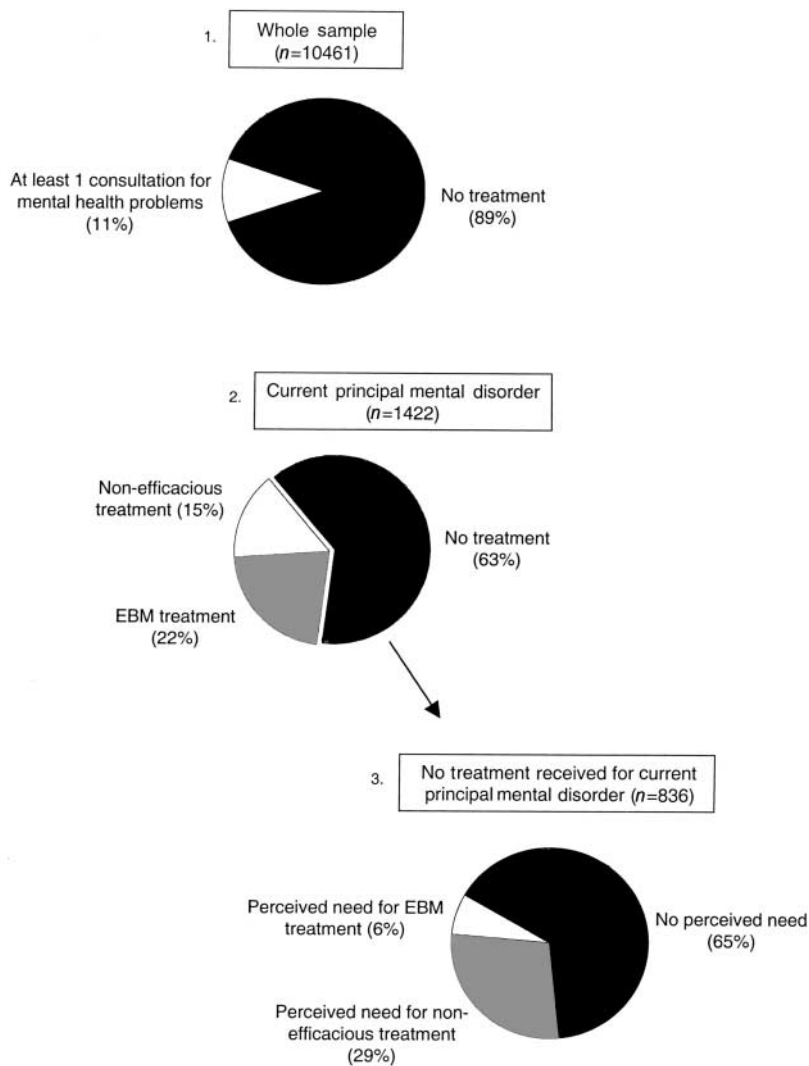 1.
Whole sample
(n=10461)
At least 1 consultation for
mental health problems
(11%)
No treatment
(89%)
2.
Current principal mental disorder
(n=1422)
Non-efficacious
treatment (15%)
No treatment
(63%)
EBM treatment
(22%)
3.
No treatment received for current
principal mental disorder (n=836)
Perceived need for EBM
treatment (6%)
No perceived need
(65%)
Perceived need for non-
efficacious treatment
(29%)